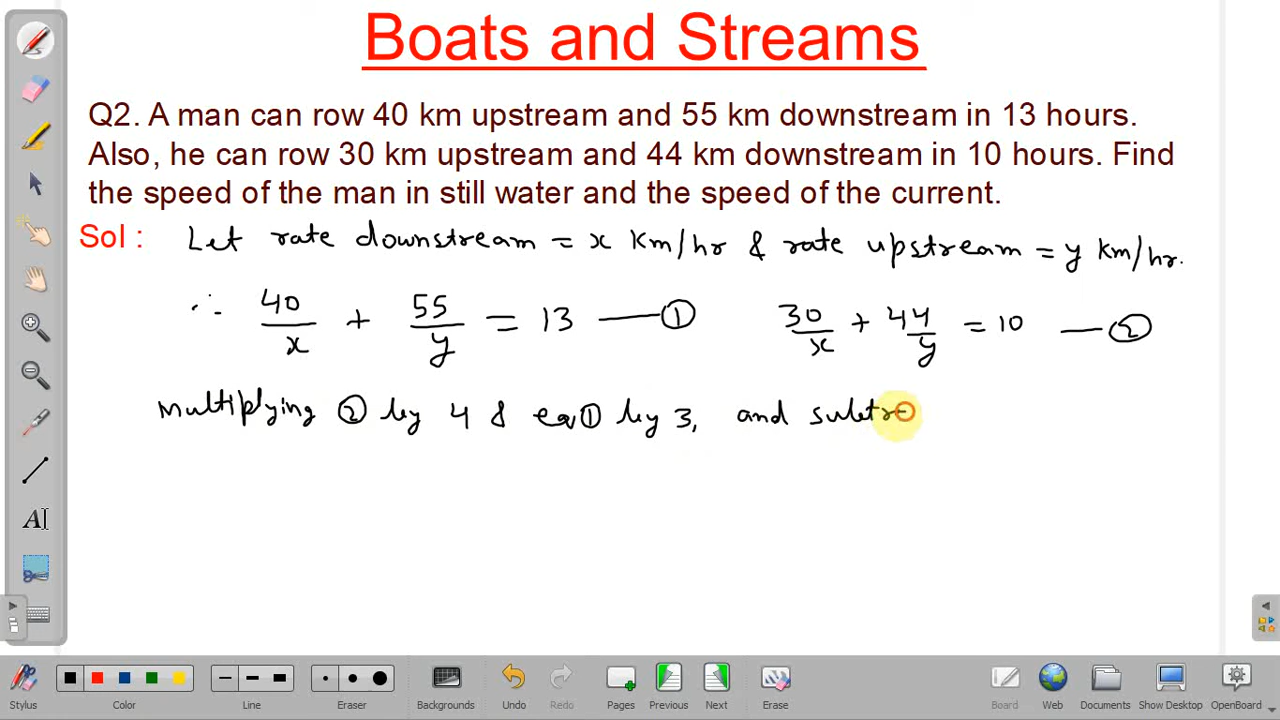 Boats and Streams
Q2. A man can row 40 km upstream and 55 km downstream in 13 hours.
Also, he can row 30 km upstream and 44 km downstream in 10 hours. Find
the speed of the man in still water and the speed of the current.
Sol : Let rate downstream = x Km/hr & rate upstream = y Km/hr.
∴ 40/x + 55/y = 13 —① 30/x + 44/y = 10 —②
Multiplying ② by 4 & eq① by 3, and subtr
Stylus Color Line Eraser Backgrounds Undo Redo Pages Previous Next Erase Board Web Documents Show Desktop OpenBoard